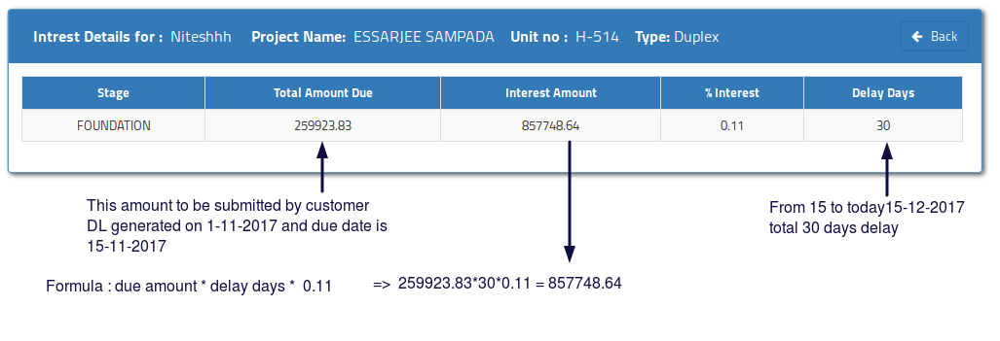 Intrest Details for : Niteshhh Project Name: ESSARJEE SAMPADA Unit no : H-514 Type: Duplex Back
Stage Total Amount Due Interest Amount % Interest Delay Days
FOUNDATION 259923.83 857748.64 0.11 30
This amount to be submitted by customer
DL generated on 1-11-2017 and due date is
15-11-2017
From 15 to today15-12-2017
total 30 days delay
Formula : due amount * delay days * 0.11 => 259923.83*30*0.11 = 857748.64